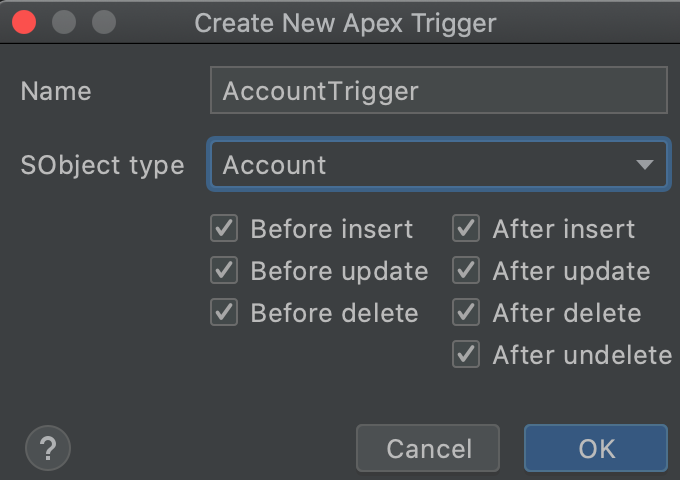 Create New Apex Trigger
Name AccountTrigger
SObject type Account
Before insert After insert
Before update After update
Before delete After delete
After undelete
? Cancel OK